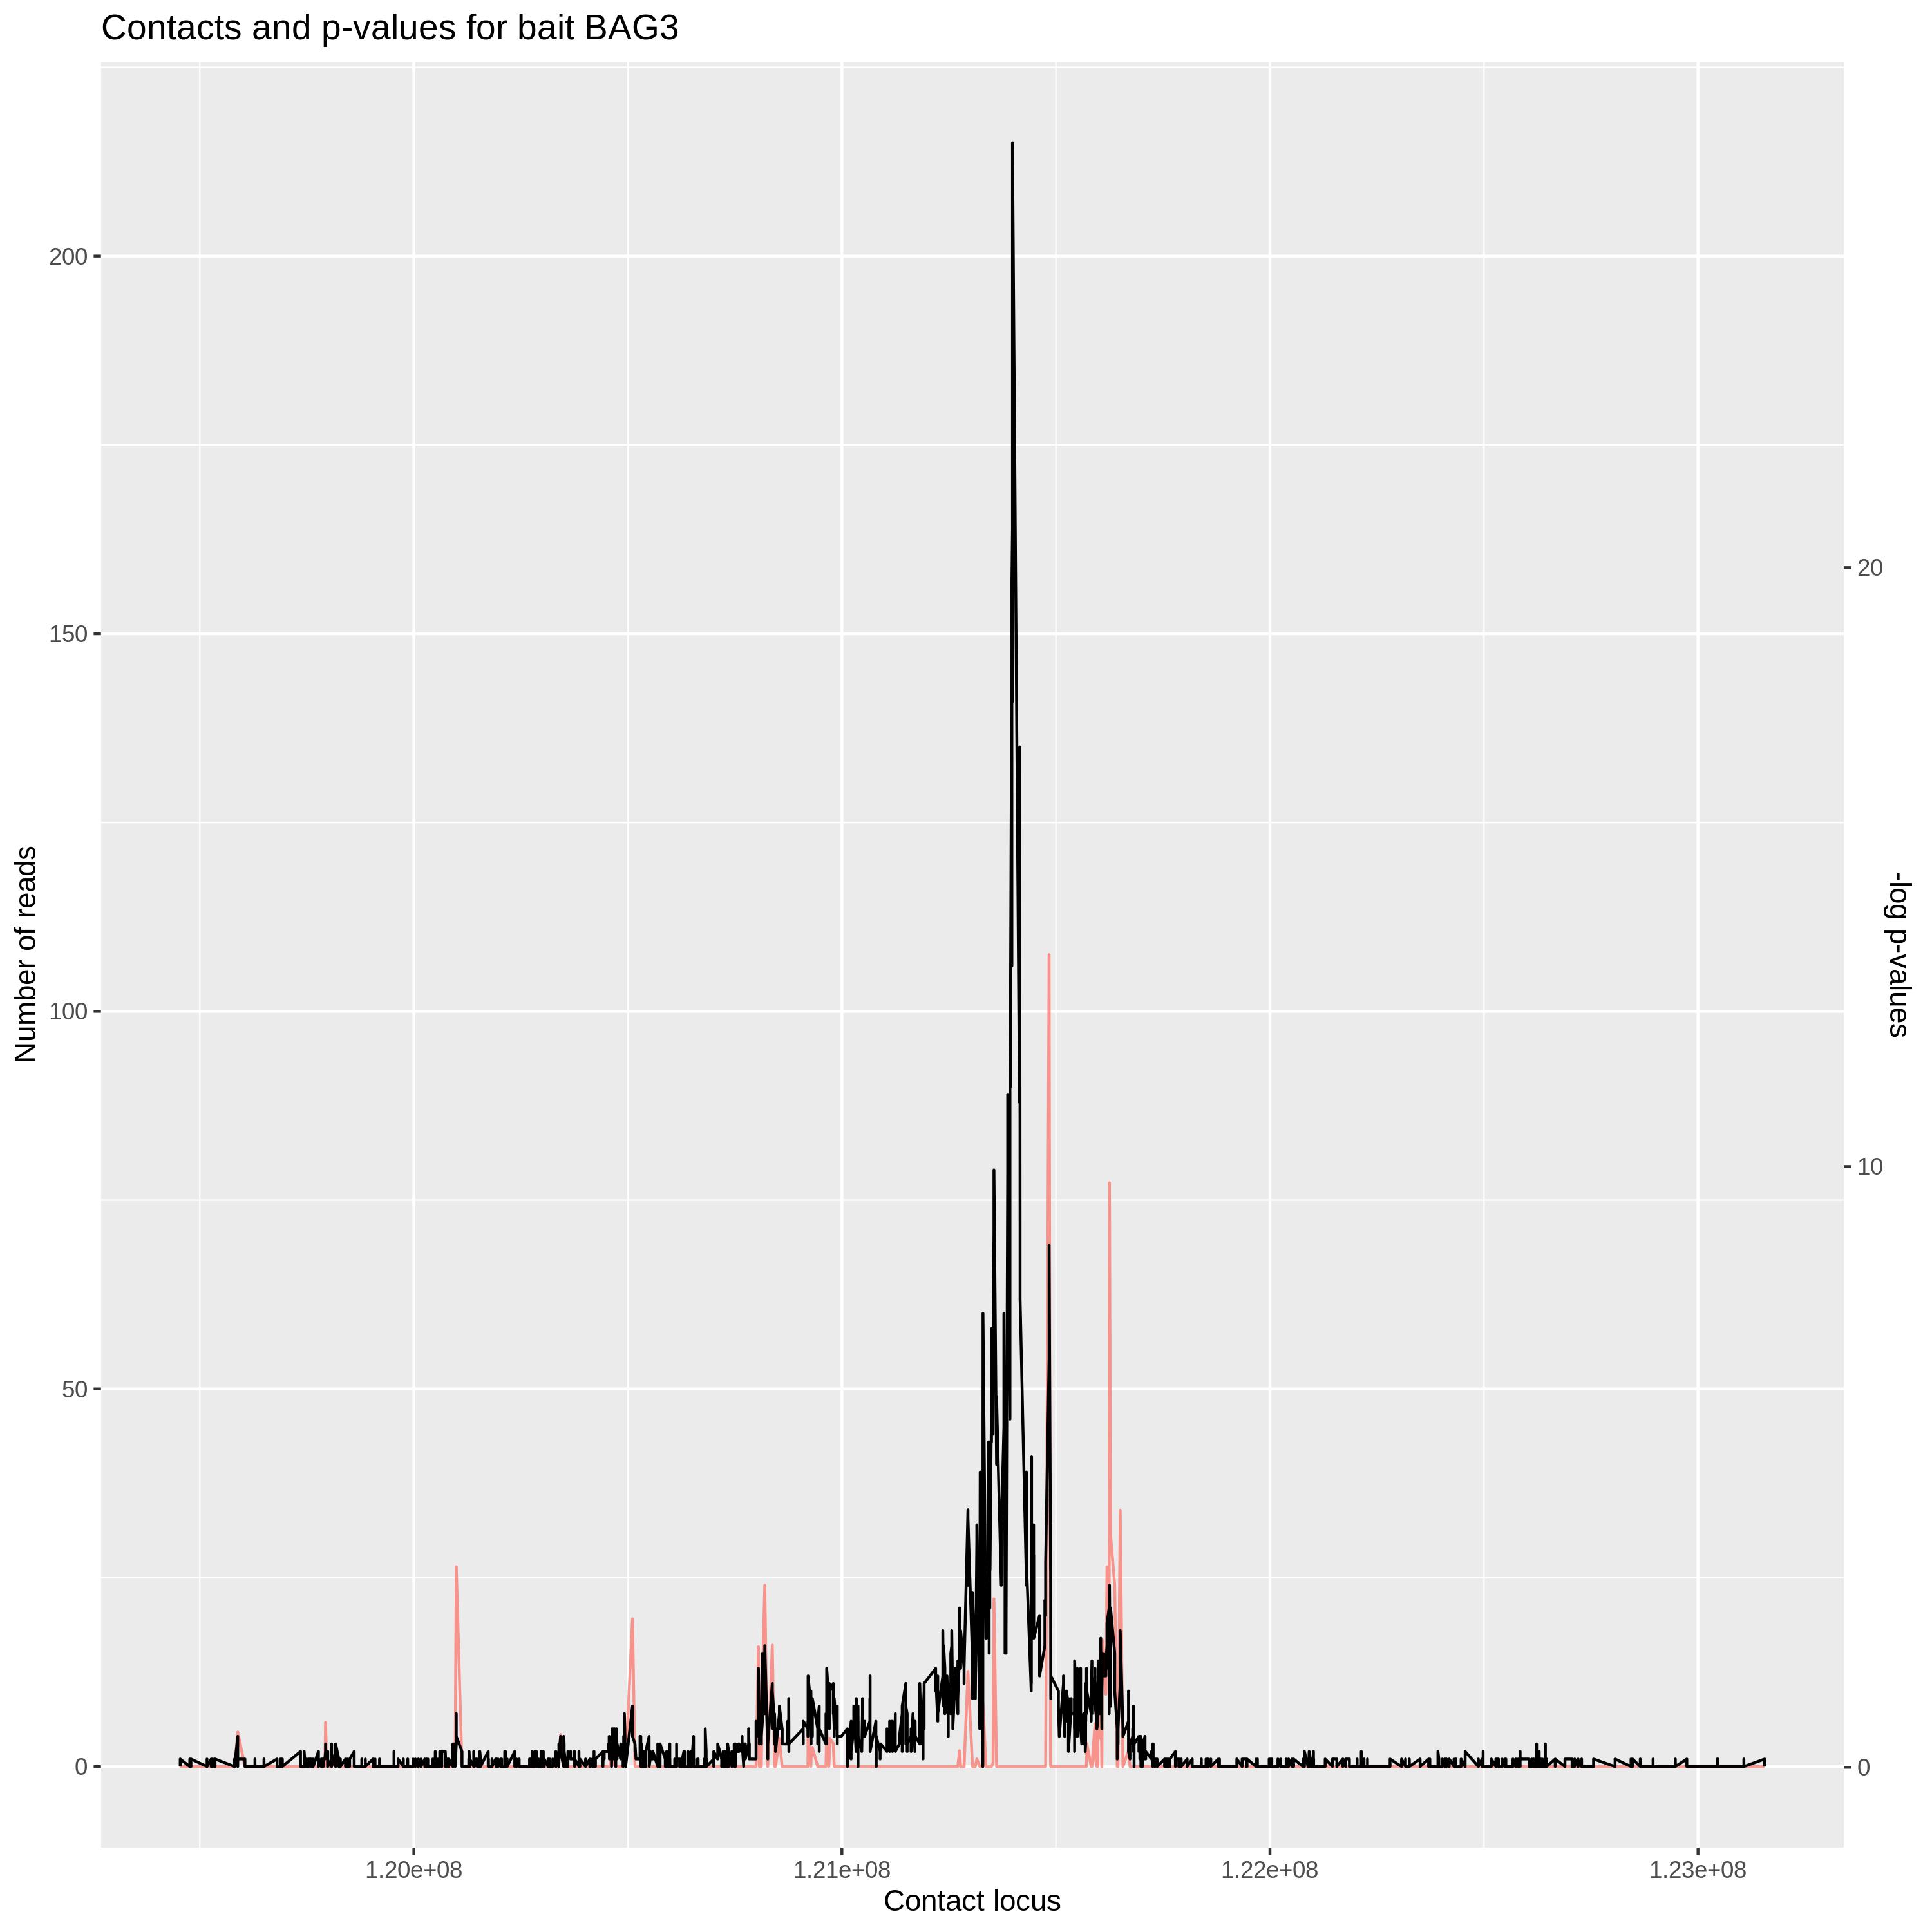 Contacts and p-values for bait BAG3
Number of reads
200
150
100
50
0
20
10
0
-log p-values
1.20e+08
1.21e+08
1.22e+08
1.23e+08
Contact locus